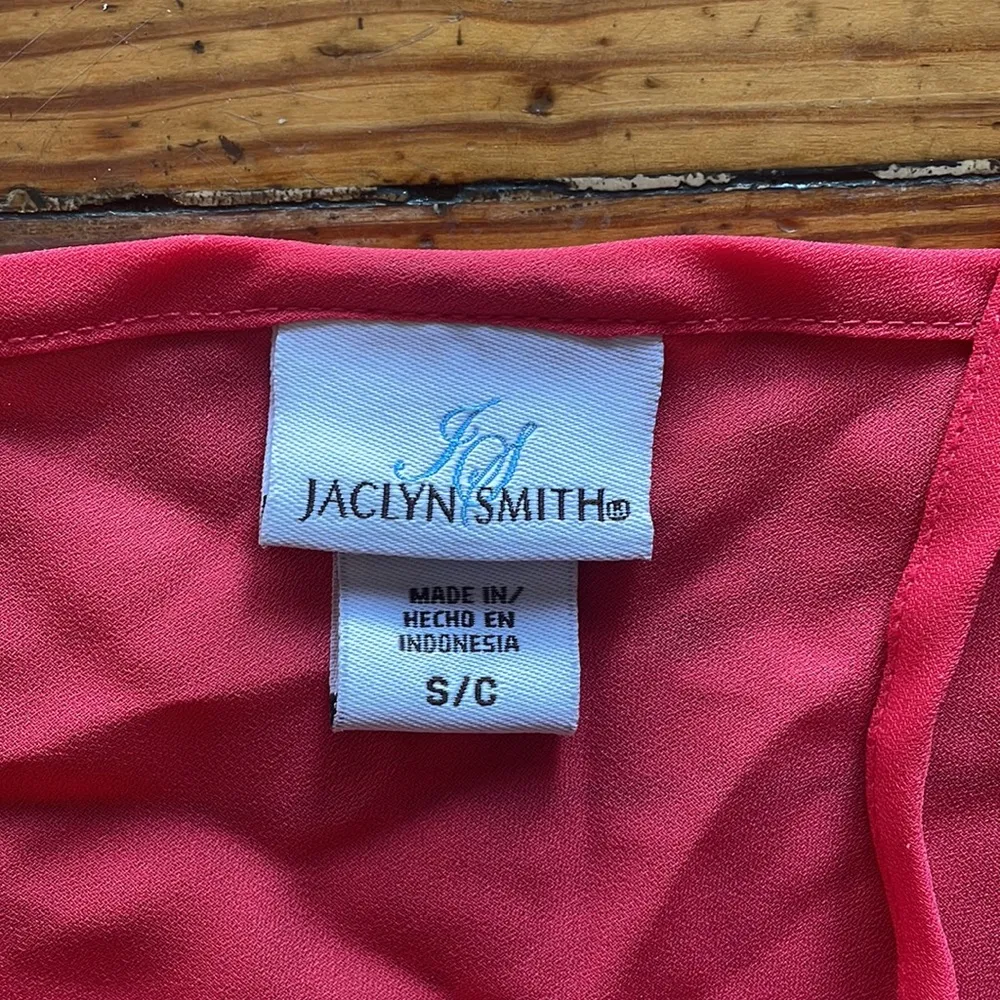 JS
JACLYN SMITH®
MADE IN/
HECHO EN
INDONESIA
S/C